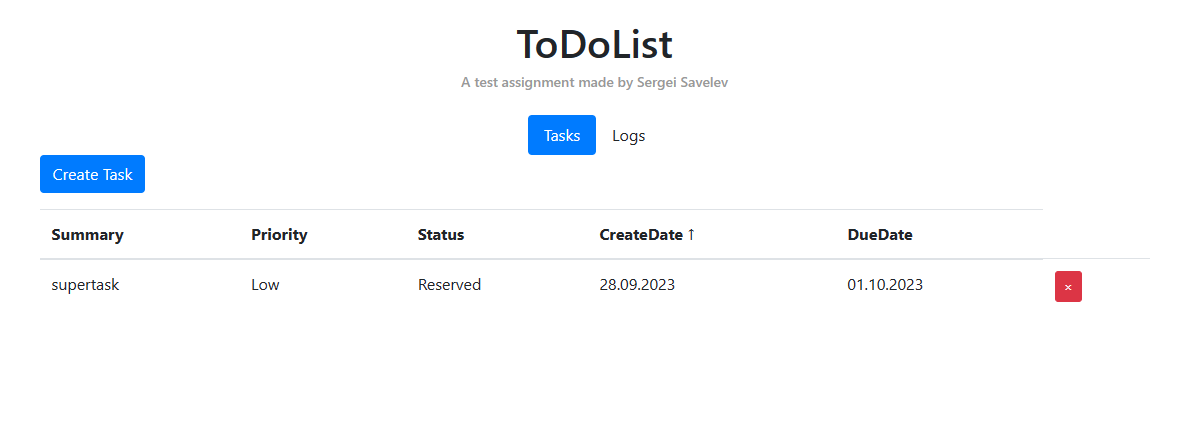 ToDoList
A test assignment made by Sergei Savelev
Tasks Logs
Create Task
Summary Priority Status CreateDate ↑ DueDate
supertask Low Reserved 28.09.2023 01.10.2023 ×